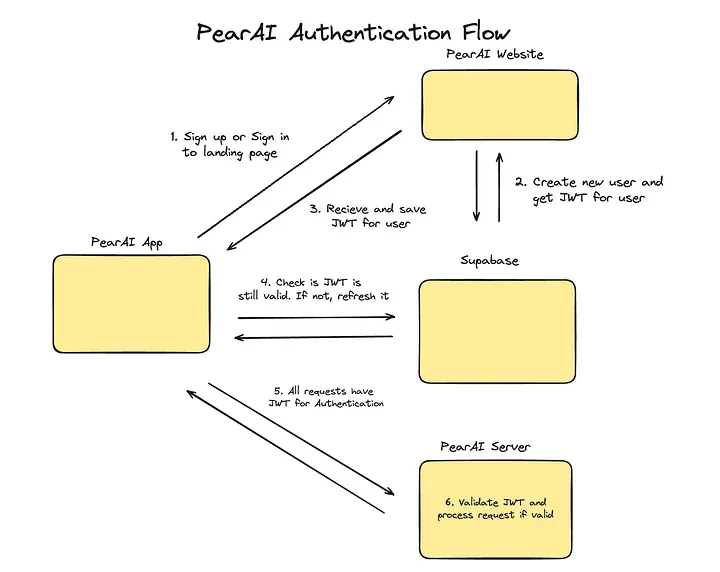 PearAI Authentication Flow
PearAI Website
1. Sign up or Sign in
to landing page
2. Create new user and
get JWT for user
3. Recieve and save
JWT for user
PearAI App
Supabase
4. Check is JWT is
still valid. If not, refresh it
5. All requests have
JWT for Authentication
PearAI Server
6. Validate JWT and
process request if valid